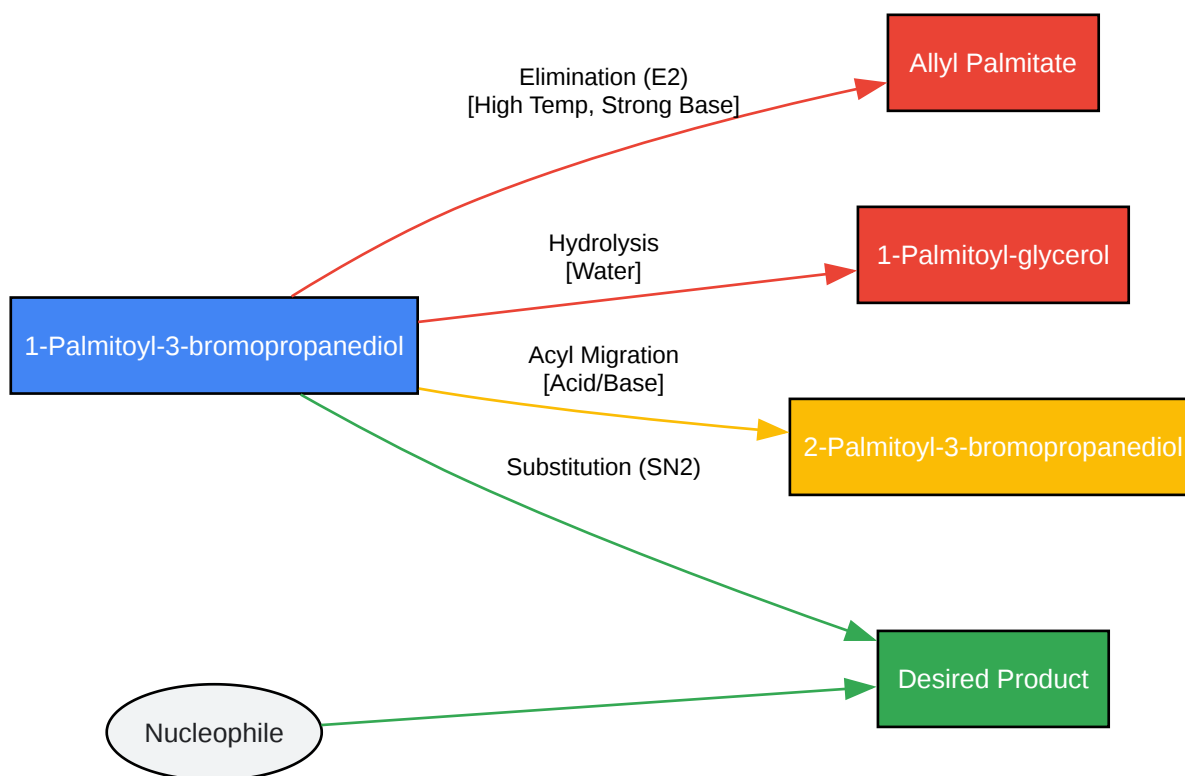 Allyl Palmitate
Elimination (E2)
[High Temp, Strong Base]
1-Palmitoyl-glycerol
Hydrolysis
[Water]
1-Palmitoyl-3-bromopropanediol
Acyl Migration
[Acid/Base]
2-Palmitoyl-3-bromopropanediol
Substitution (SN2)
Desired Product
Nucleophile